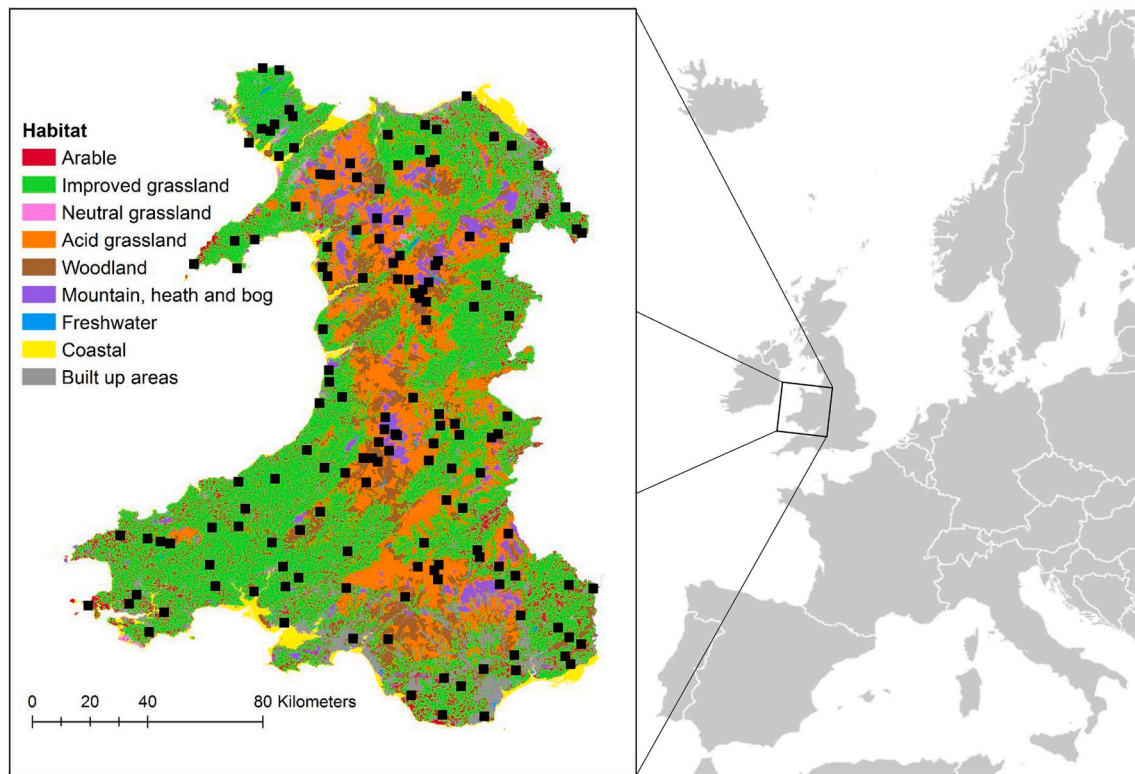 Habitat
Arable
Improved grassland
Neutral grassland
Acid grassland
Woodland
Mountain, heath and bog
Freshwater
Coastal
Built up areas
0 20 40 80 Kilometers